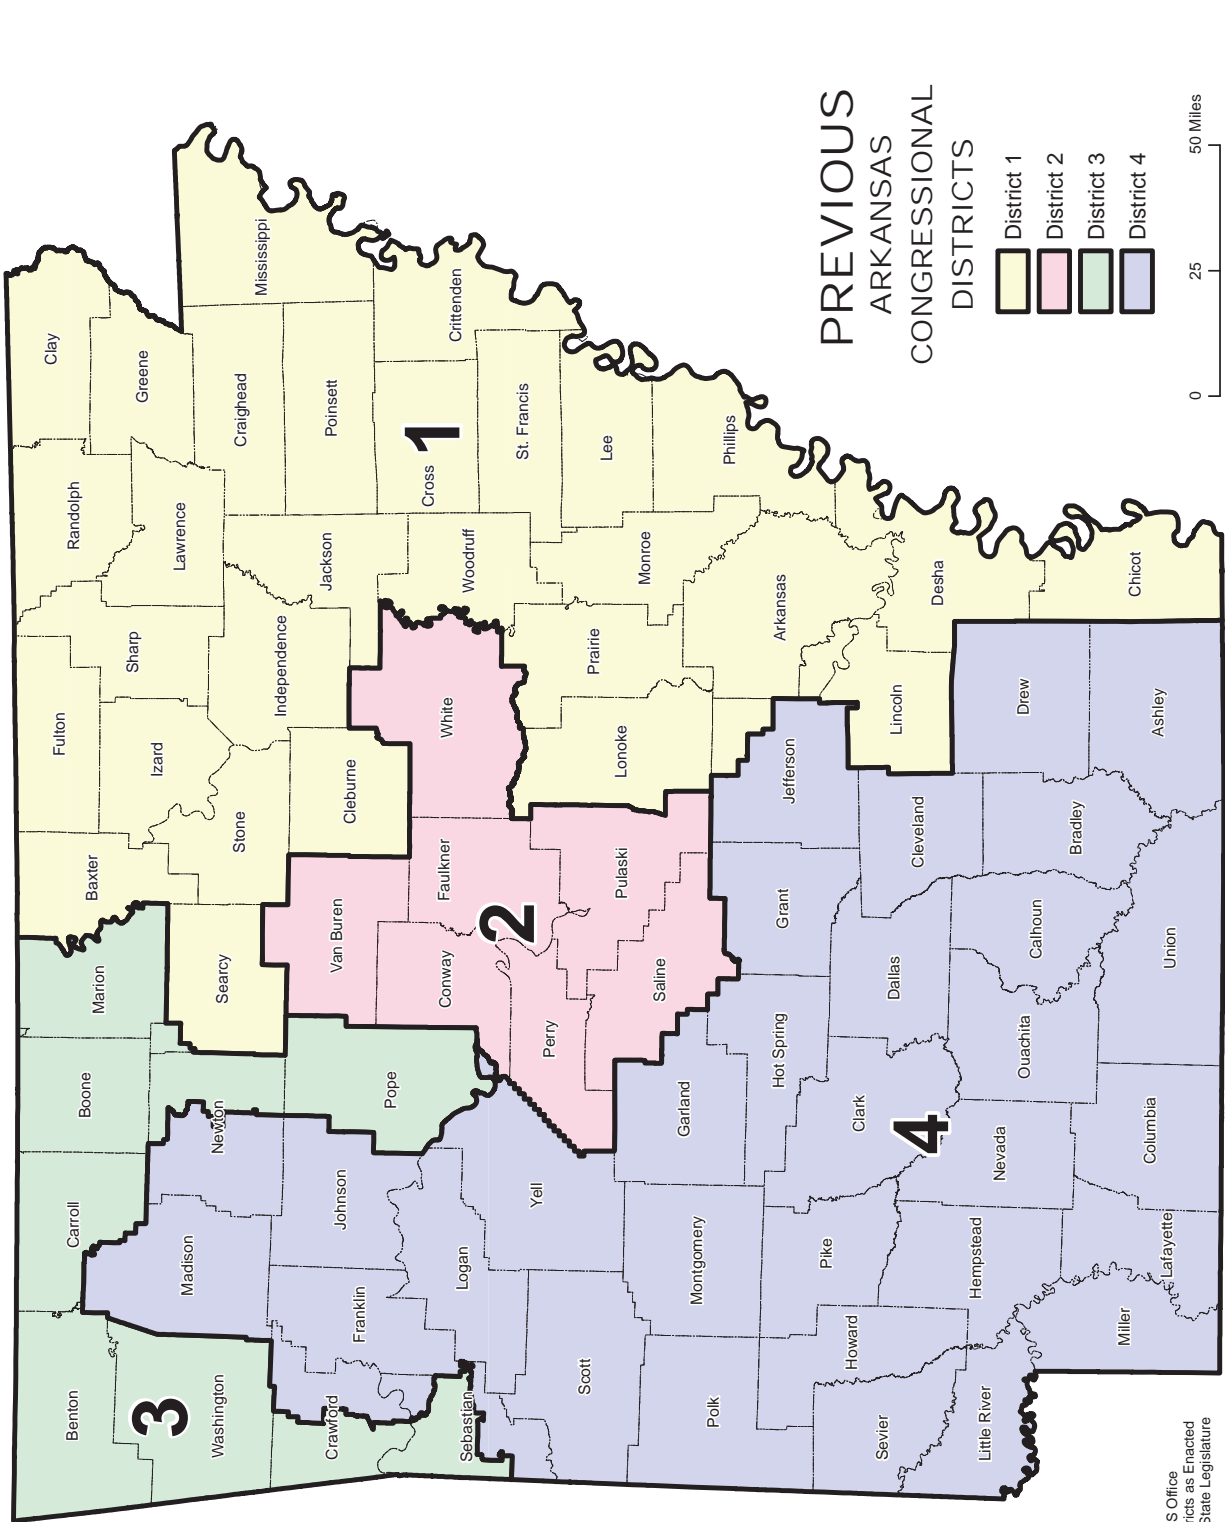 PREVIOUS
ARKANSAS
CONGRESSIONAL
DISTRICTS
District 1
District 2
District 3
District 4
0 25 50 Miles
Benton
Carroll
Boone
Marion
Baxter
Fulton
Randolph
Clay
Sharp
Izard
Greene
Lawrence
Washington
Madison
Newton
Searcy
Stone
Independence
Jackson
Craighead
Mississippi
Poinsett
Crawford
Franklin
Johnson
Pope
Van Buren
Cleburne
White
Woodruff
Cross
Crittenden
St. Francis
Sebastian
Logan
Yell
Conway
Faulkner
Perry
Pulaski
Saline
Lonoke
Prairie
Monroe
Lee
Phillips
Scott
Polk
Montgomery
Garland
Hot Spring
Grant
Jefferson
Arkansas
Howard
Pike
Clark
Dallas
Cleveland
Lincoln
Desha
Sevier
Little River
Hempstead
Nevada
Ouachita
Calhoun
Bradley
Drew
Chicot
Miller
Lafayette
Columbia
Union
Ashley
1
2
3
4
S Office
ricts as Enacted
State Legislature